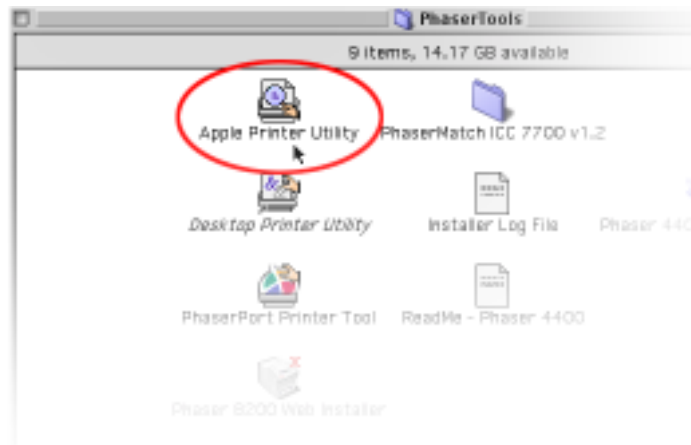 PhaserTools
9 items, 14.17 GB available
Apple Printer Utility
PhaserMatch ICC 7700 v1.2
Desktop Printer Utility
Installer Log File
Phaser 440
PhaserPort Printer Tool
ReadMe - Phaser 4400
Phaser 8200 Web Installer